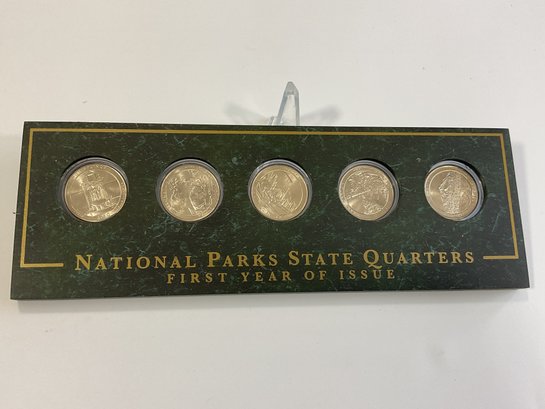 NATIONAL PARKS STATE QUARTERS
FIRST YEAR OF ISSUE